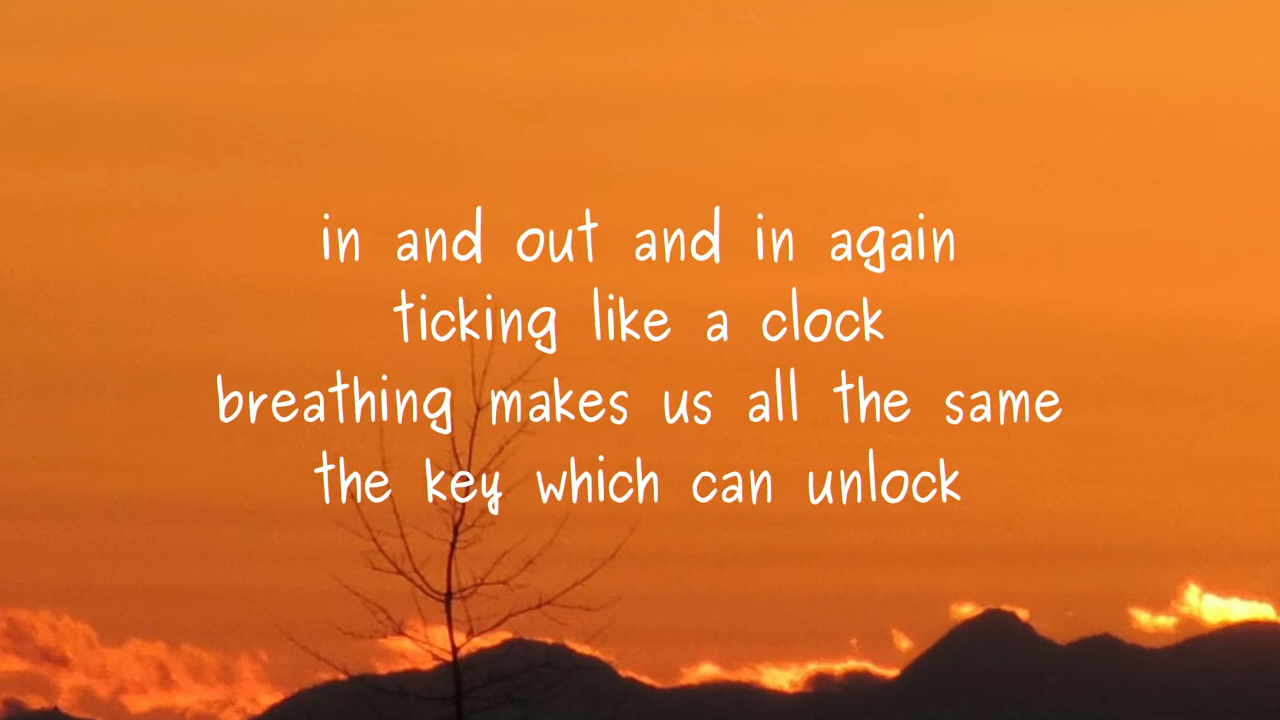 in and out and in again
ticking like a clock
breathing makes us all the same
the key which can unlock